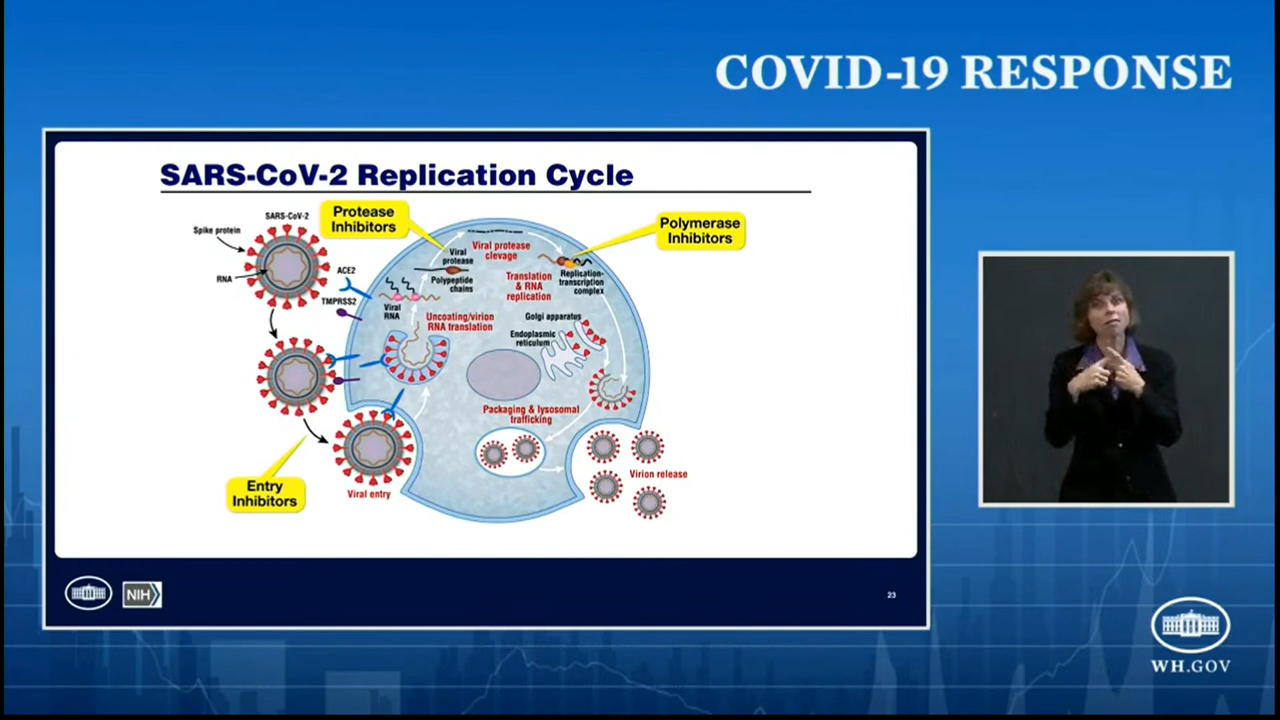 COVID-19 RESPONSE
SARS-CoV-2 Replication Cycle
SARS-CoV-2
Spike protein
RNA
ACE2
TMPRSS2
Protease
Inhibitors
Viral
protease
Polypeptide
chains
Viral protease
clevage
Polymerase
Inhibitors
Translation
& RNA
replication
Replication-
transcription
complex
Viral
RNA
Uncoating/virion
RNA translation
Golgi apparatus
Endoplasmic
reticulum
Packaging & lysosomal
trafficking
Entry
Inhibitors
Viral entry
Virion release
NIH
23
WH.GOV